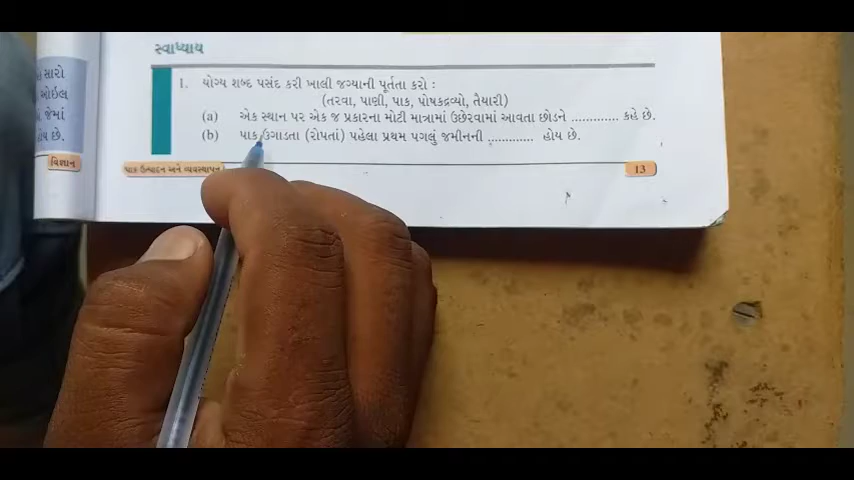 સ્વાધ્યાય
1. યોગ્ય શબ્દ પસંદ કરી ખાલી જગ્યાની પૂર્તતા કરો :
(તરવા, પાણી, પાક, પોષકદ્રવ્યો, તૈયારી)
(a) એક સ્થાન પર એક જ પ્રકારના મોટી માત્રામાં ઉછેરવામાં આવતા છોડને ............. કહે છે.
(b) પાક ઉગાડતા (રોપતાં) પહેલા પ્રથમ પગલું જમીનની ............. હોય છે.
સારો
ઓઇલ
જેમાં
હોય છે.
વિજ્ઞાન
પાક ઉત્પાદન અને વ્યવસ્થાપન
13